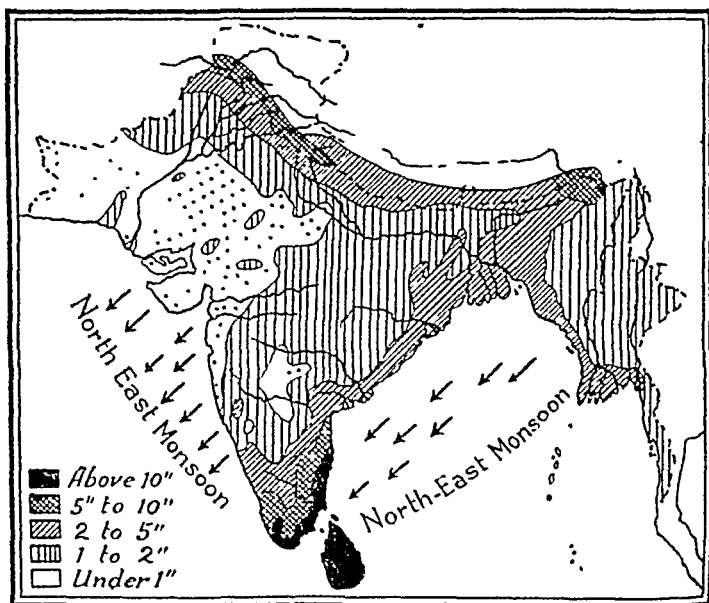 North East Monsoon
North-East Monsoon
Above 10"
5" to 10"
2 to 5"
1 to 2"
Under 1"